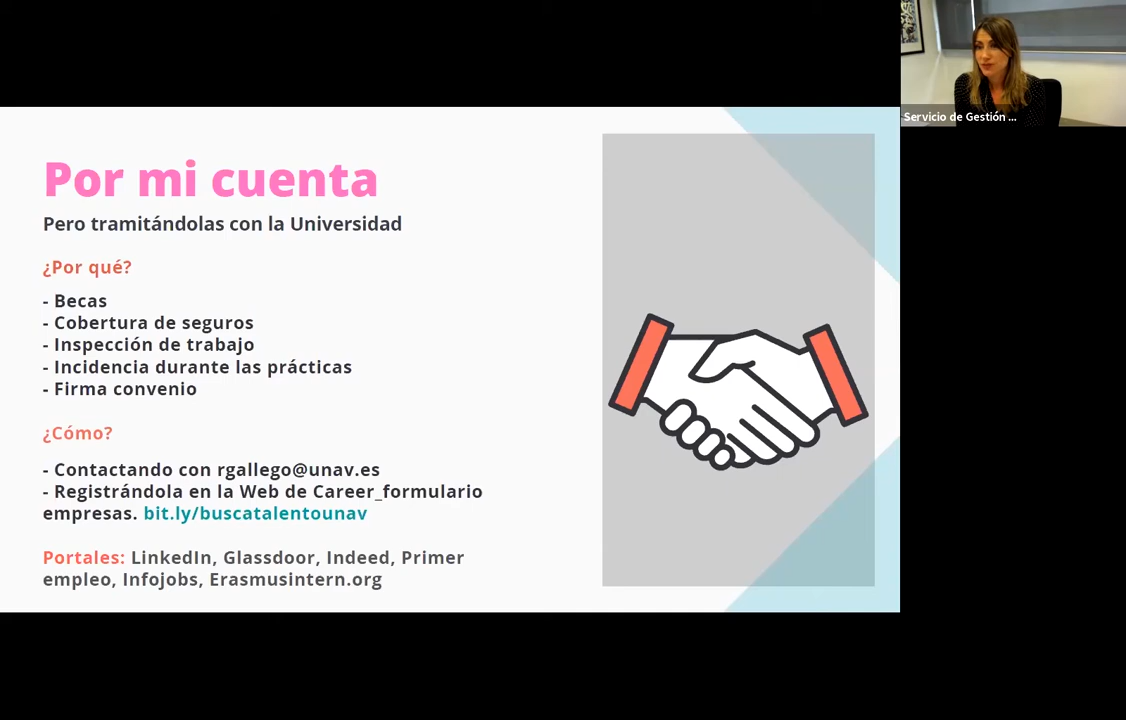 Servicio de Gestión ...
Por mi cuenta
Pero tramitándolas con la Universidad
¿Por qué?
- Becas
- Cobertura de seguros
- Inspección de trabajo
- Incidencia durante las prácticas
- Firma convenio
¿Cómo?
- Contactando con rgallego@unav.es
- Registrándola en la Web de Career_formulario
empresas. bit.ly/buscatalentounav
Portales: LinkedIn, Glassdoor, Indeed, Primer
empleo, Infojobs, Erasmusintern.org